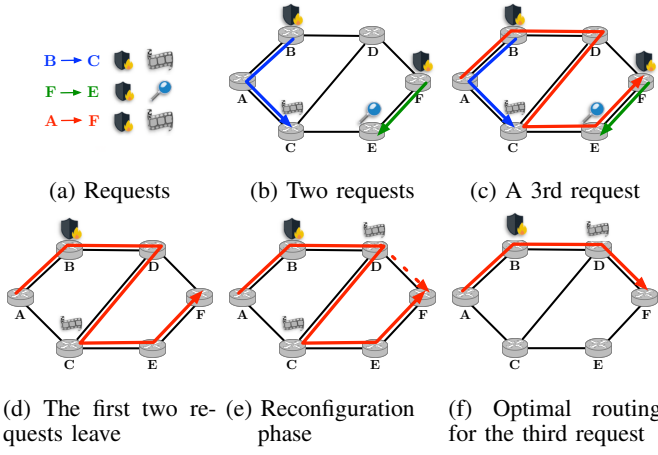 B → C
F → E
A → F
B
D
A
F
C
E
B
D
A
F
C
E
(a) Requests
(b) Two requests
(c) A 3rd request
B
D
A
F
C
E
B
D
A
F
C
E
B
D
A
F
C
E
(d) The first two re-
quests leave
(e) Reconfiguration
phase
(f) Optimal routing
for the third request